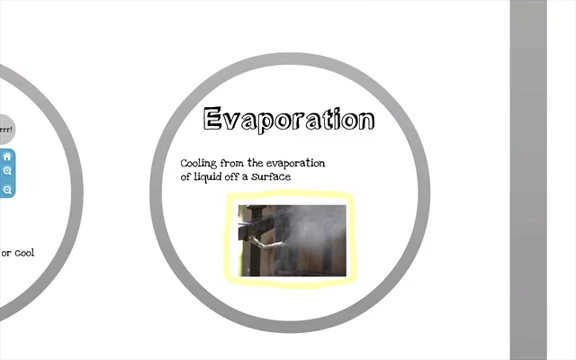 Evaporation
Cooling from the evaporation
of liquid off a surface
or Cool